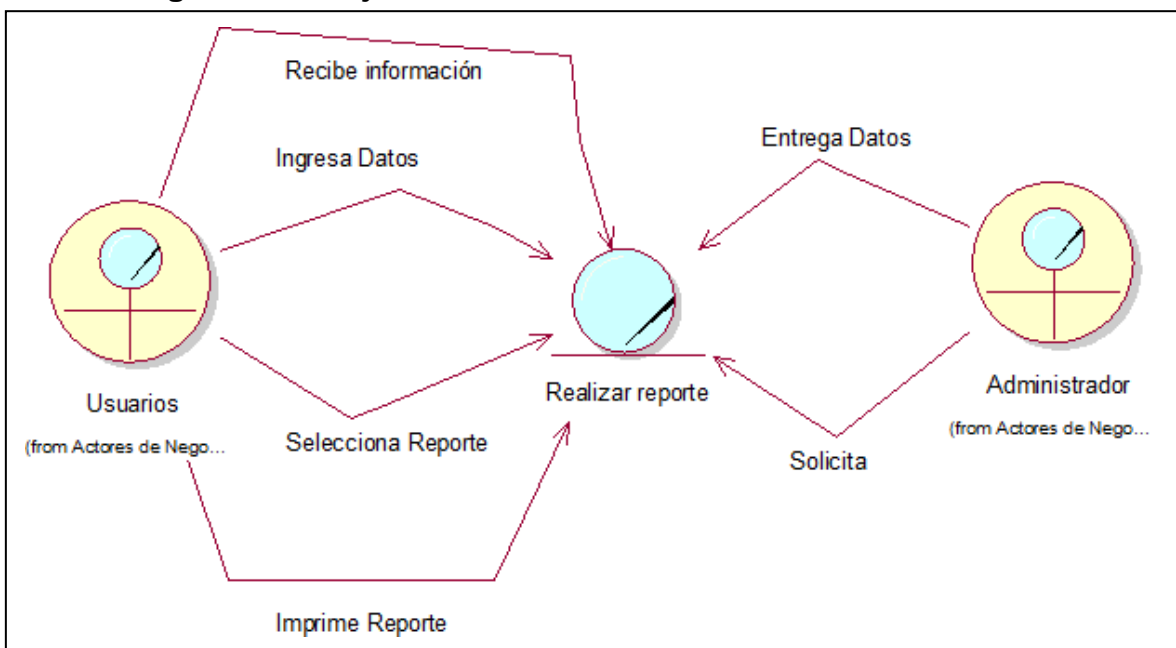 Recibe información
Ingresa Datos
Entrega Datos
Usuarios
(from Actores de Nego...
Realizar reporte
Administrador
(from Actores de Nego...
Selecciona Reporte
Solicita
Imprime Reporte